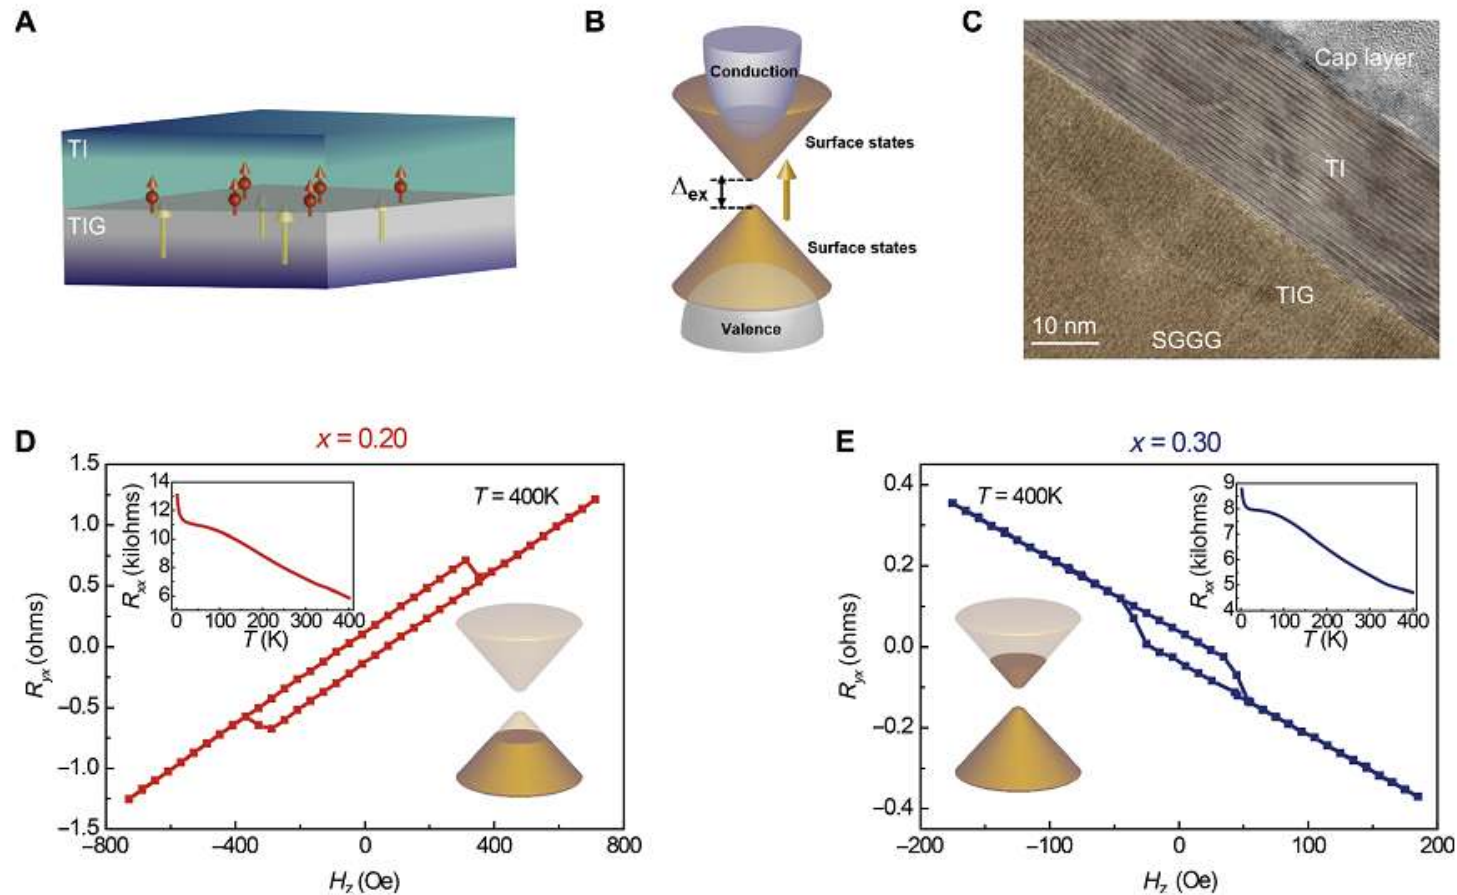 A
TI
TIG
B
Conduction
Surface states
Δex
Surface states
Valence
C
Cap layer
TI
TIG
SGGG
10 nm
D
x = 0.20
T = 400K
Ryx (ohms)
1.5
1.0
0.5
0.0
−0.5
−1.0
−1.5
−800
−400
0
400
800
Hz (Oe)
Rxx (kilohms)
14
12
10
8
6
0 100 200 300 400
T (K)
E
x = 0.30
T = 400K
Ryx (ohms)
0.4
0.2
0.0
−0.2
−0.4
−200
−100
0
100
200
Hz (Oe)
Rxx (kilohms)
9
8
7
6
5
4
0 100 200 300 400
T (K)